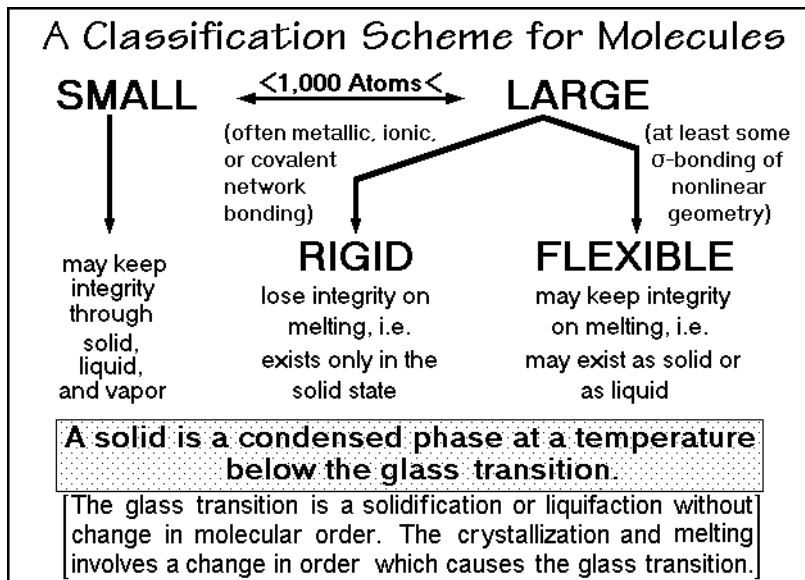 A Classification Scheme for Molecules
SMALL <1,000 Atoms< LARGE
(often metallic, ionic,
or covalent
network
bonding)
(at least some
σ-bonding of
nonlinear
geometry)
may keep
integrity
through
solid,
liquid,
and vapor
RIGID
lose integrity on
melting, i.e.
exists only in the
solid state
FLEXIBLE
may keep integrity
on melting, i.e.
may exist as solid or
as liquid
A solid is a condensed phase at a temperature
below the glass transition.
[The glass transition is a solidification or liquifaction without
change in molecular order. The crystallization and melting
involves a change in order which causes the glass transition.]